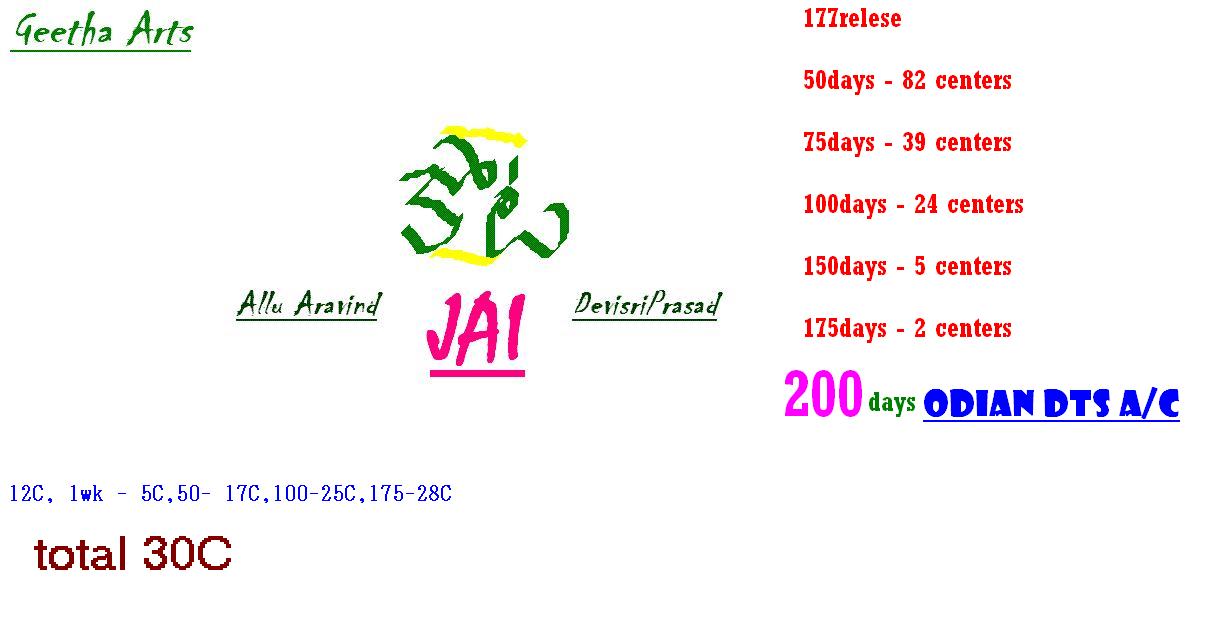 Geetha Arts
JAI
Allu Aravind
DevisriPrasad
177relese
50days - 82 centers
75days - 39 centers
100days - 24 centers
150days - 5 centers
175days - 2 centers
200 days ODIAN DTS A/C
12C, 1wk - 5C,50- 17C,100-25C,175-28C
total 30C